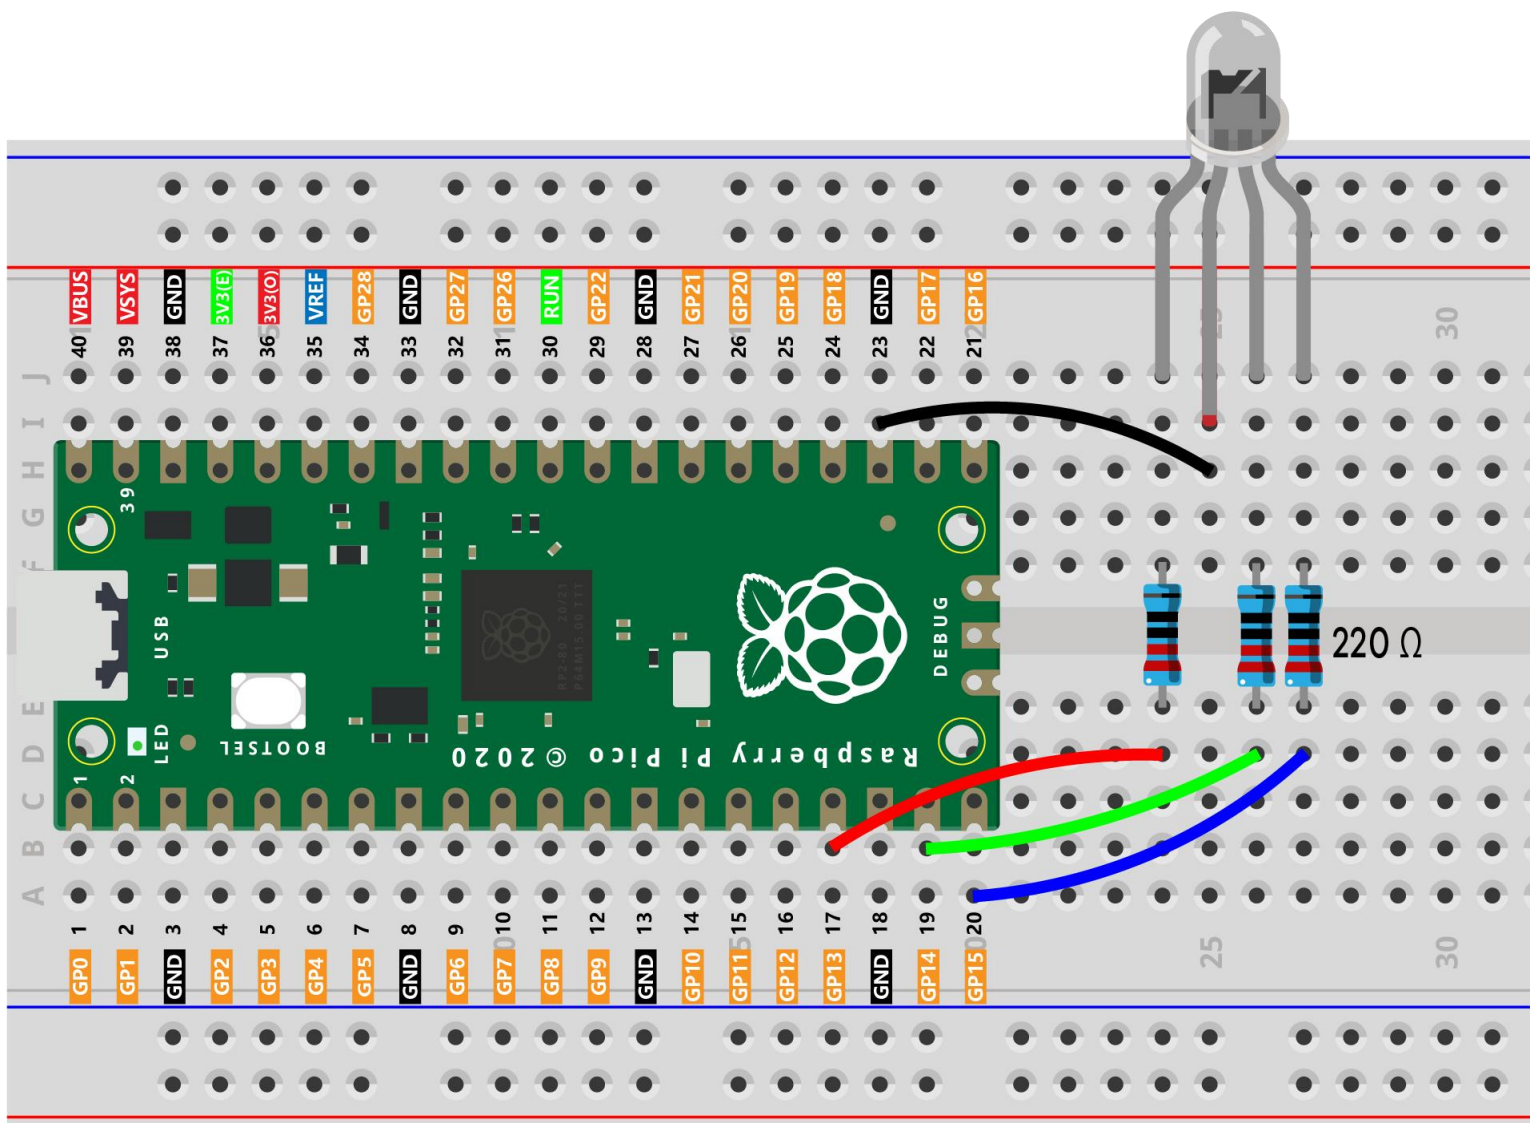 VBUS VSYS GND 3V3(E) 3V3(O) VREF GP28 GND GP27 GP26 RUN GP22 GND GP21 GP20 GP19 GP18 GND GP17 GP16
40 39 38 37 36 35 34 33 32 31 30 29 28 27 26 25 24 23 22 21
25 30
J
I
H
G
F
39
USB
DEBUG
220 Ω
E
D
C
B
A
LED
BOOTSEL
Raspberry Pi Pico © 2020
1 2
1 2 3 4 5 6 7 8 9 10 11 12 13 14 15 16 17 18 19 20
25 30
GP0 GP1 GND GP2 GP3 GP4 GP5 GND GP6 GP7 GP8 GP9 GND GP10 GP11 GP12 GP13 GND GP14 GP15